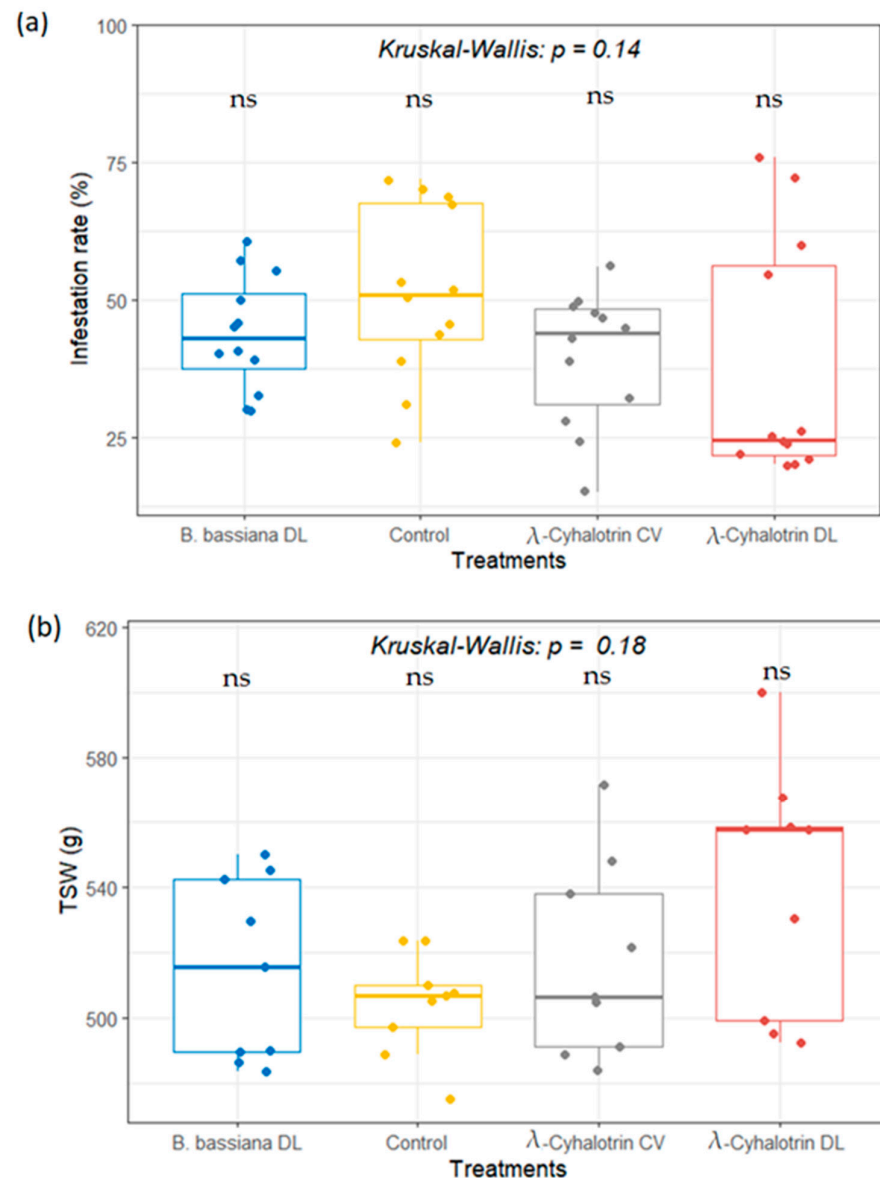 (a)
100
Kruskal-Wallis: p = 0.14
ns ns ns ns
75
50
25
Infestation rate (%)
B. bassiana DL Control λ-Cyhalotrin CV λ-Cyhalotrin DL
Treatments
(b)
620
Kruskal-Wallis: p = 0.18
ns ns ns ns
580
540
500
TSW (g)
B. bassiana DL Control λ-Cyhalotrin CV λ-Cyhalotrin DL
Treatments